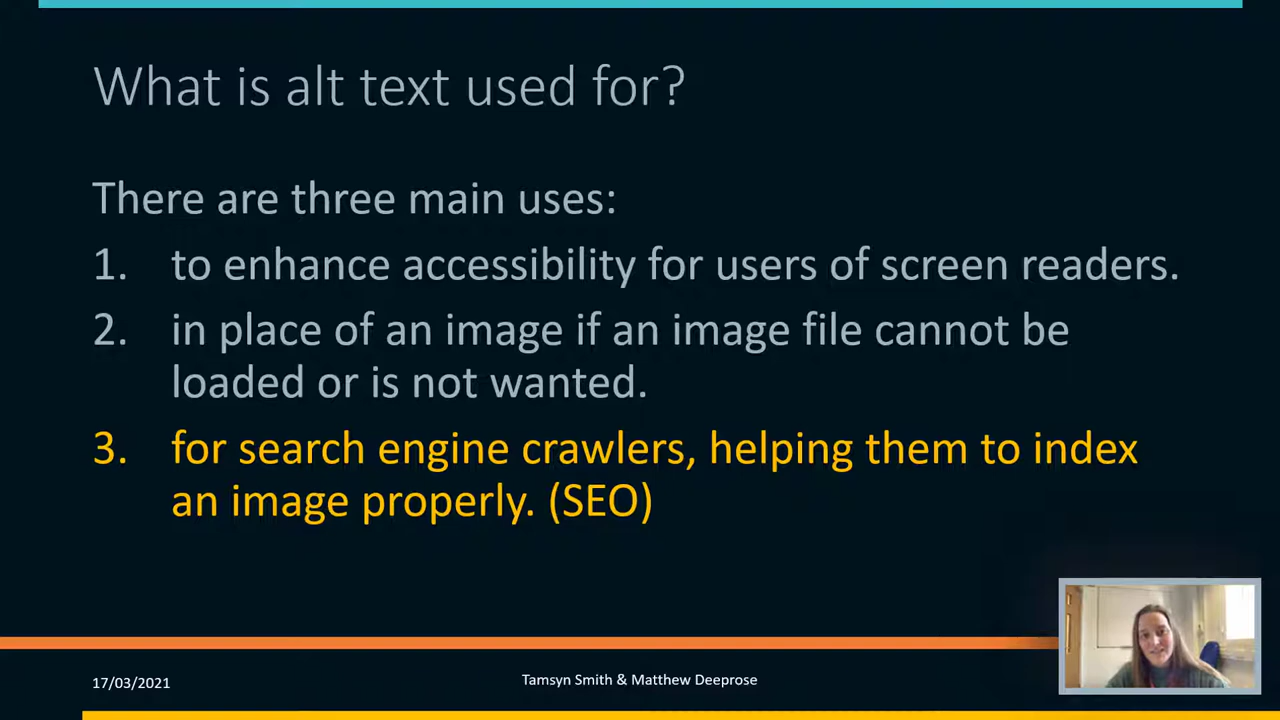 What is alt text used for?
There are three main uses:
1. to enhance accessibility for users of screen readers.
2. in place of an image if an image file cannot be
loaded or is not wanted.
3. for search engine crawlers, helping them to index
an image properly. (SEO)
17/03/2021
Tamsyn Smith & Matthew Deeprose